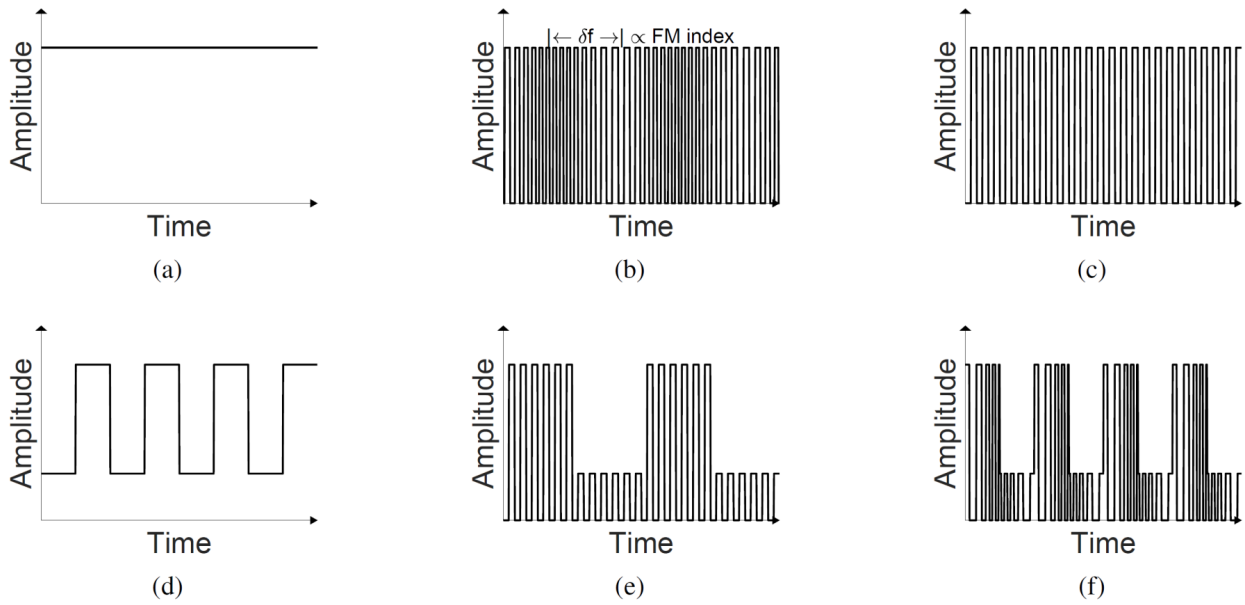 |← δf →| ∝ FM index
Amplitude
Amplitude
Amplitude
Time
Time
Time
(a)
(b)
(c)
Amplitude
Amplitude
Amplitude
Time
Time
Time
(d)
(e)
(f)